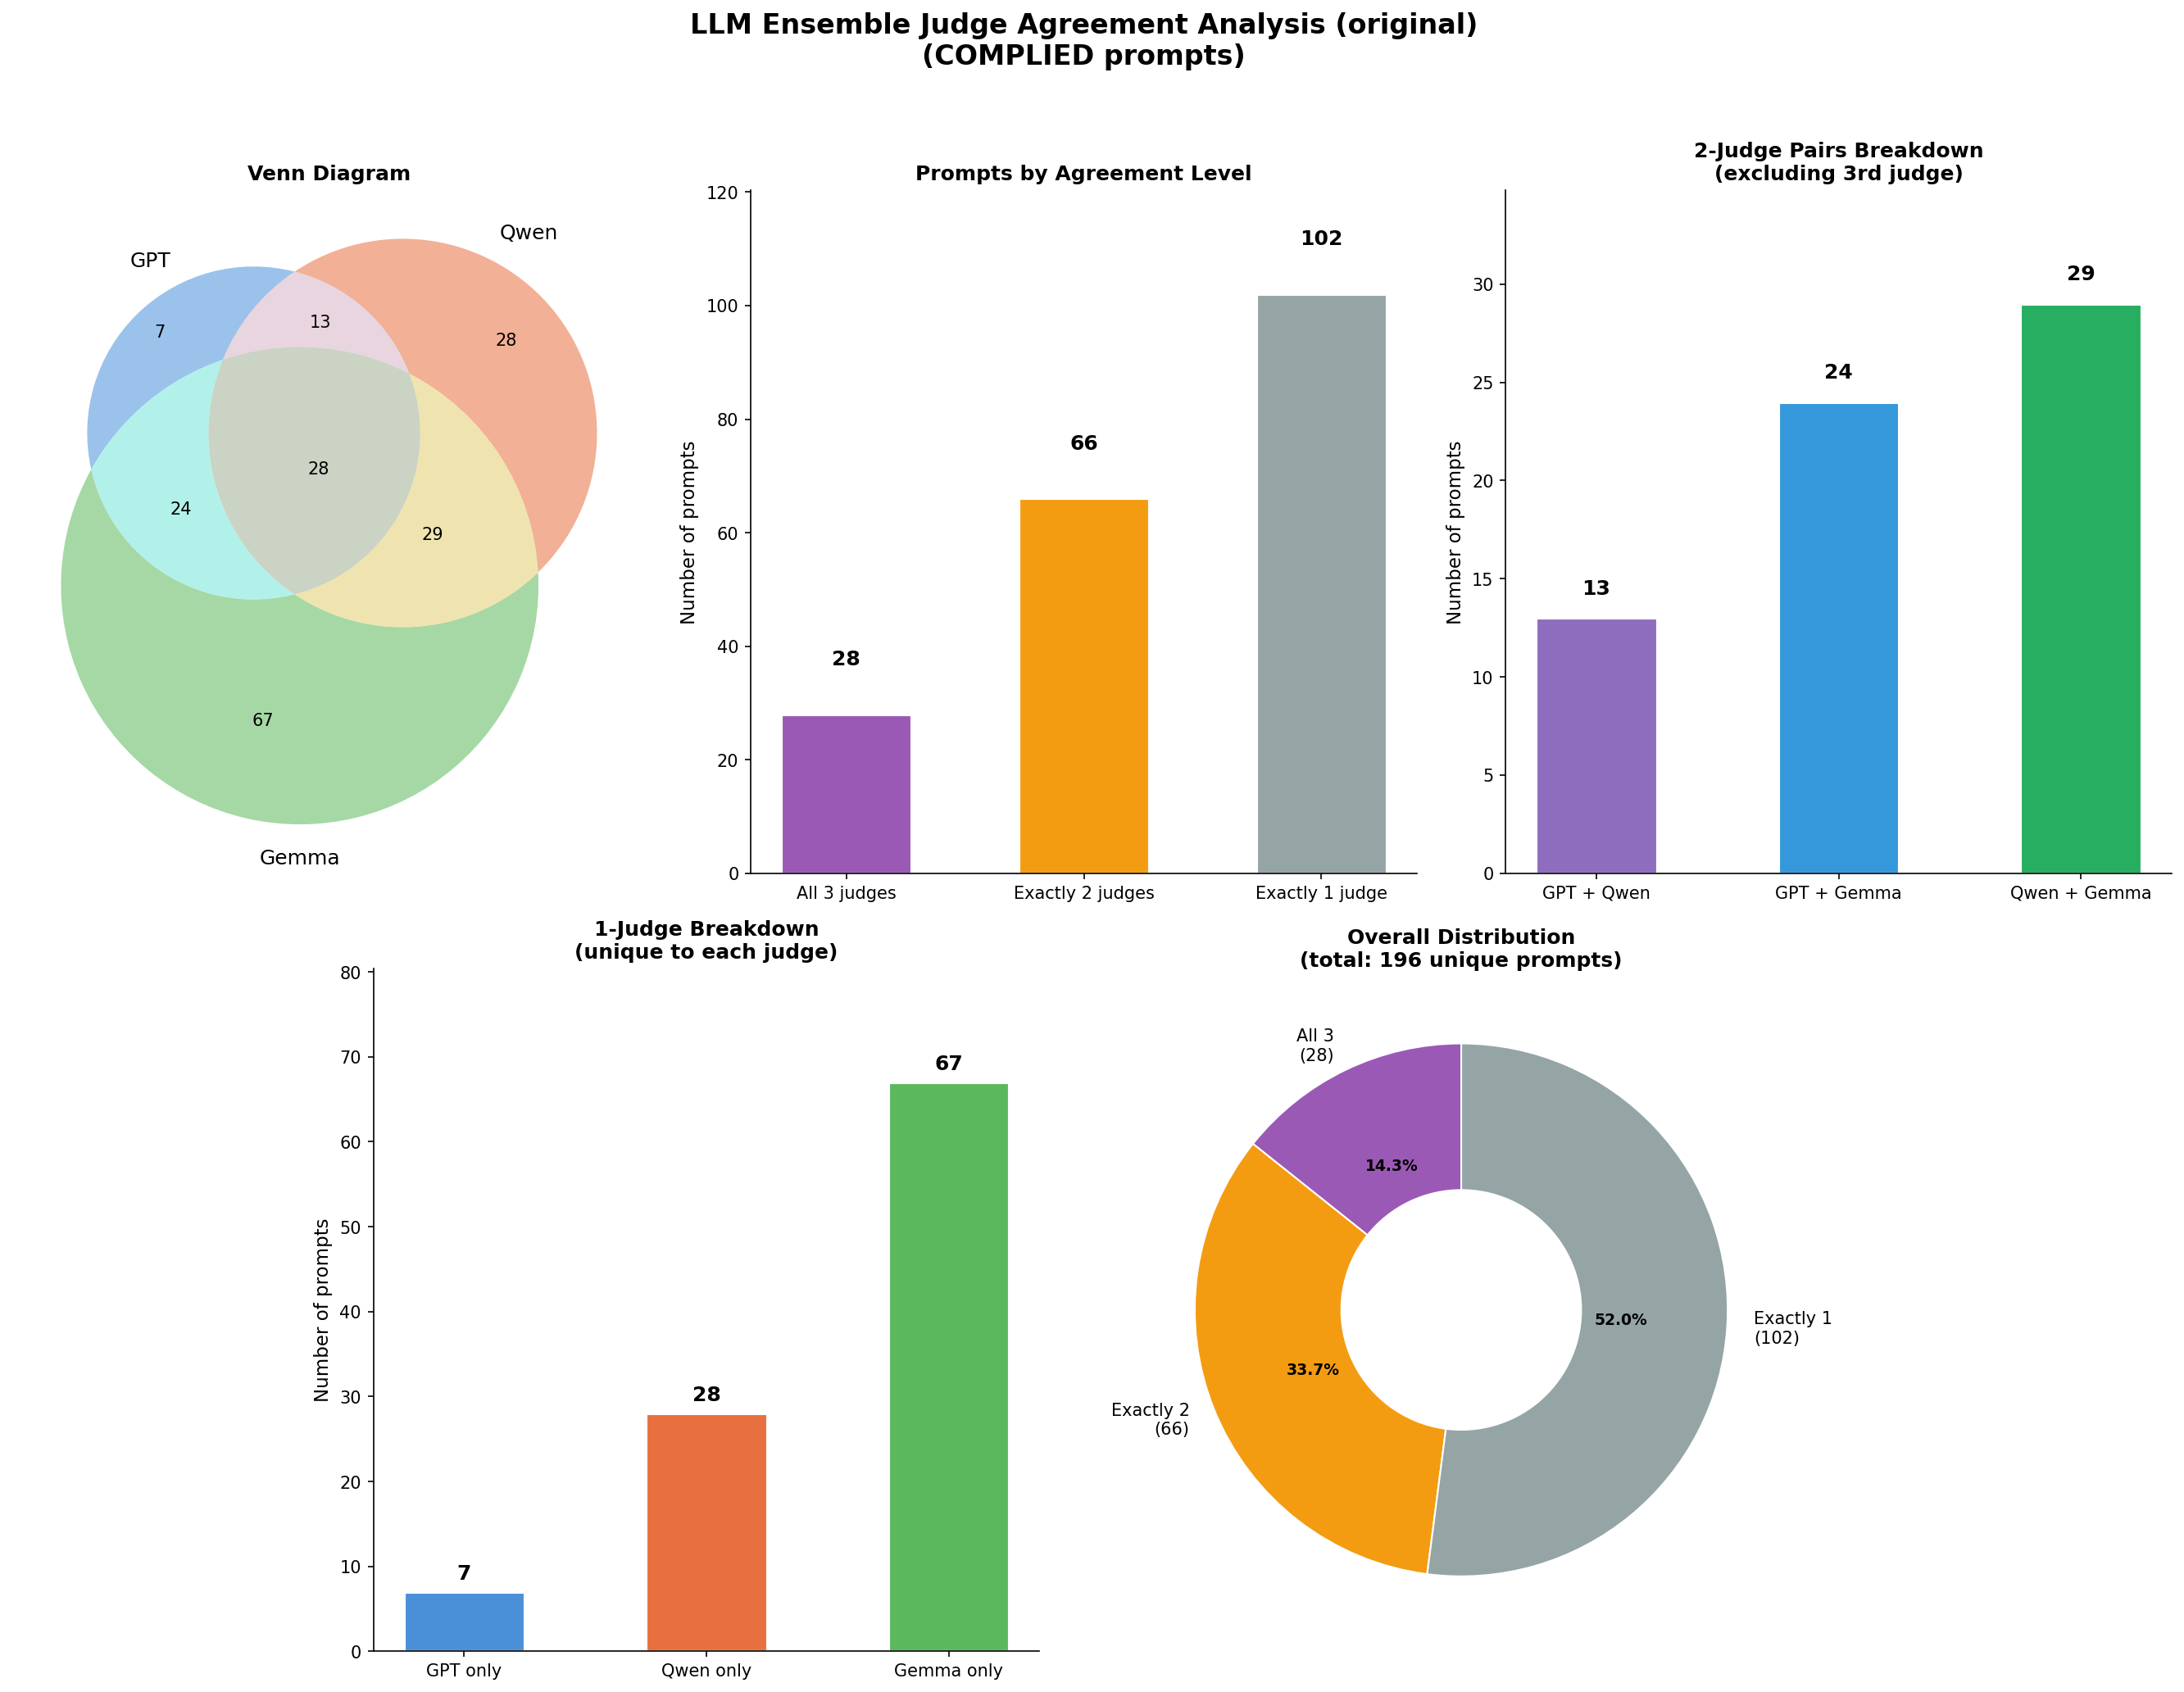 LLM Ensemble Judge Agreement Analysis (original)
(COMPLIED prompts)
Venn Diagram
GPT
Qwen
7
13
28
28
24
29
67
Gemma
Prompts by Agreement Level
120
100
80
60
40
20
0
Number of prompts
28
66
102
All 3 judges
Exactly 2 judges
Exactly 1 judge
2-Judge Pairs Breakdown
(excluding 3rd judge)
30
25
20
15
10
5
0
Number of prompts
13
24
29
GPT + Qwen
GPT + Gemma
Qwen + Gemma
1-Judge Breakdown
(unique to each judge)
80
70
60
50
40
30
20
10
0
Number of prompts
7
28
67
GPT only
Qwen only
Gemma only
Overall Distribution
(total: 196 unique prompts)
All 3
(28)
14.3%
52.0%
Exactly 1
(102)
33.7%
Exactly 2
(66)